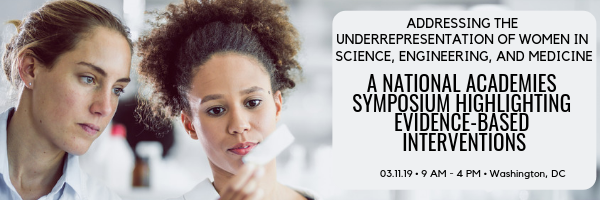 ADDRESSING THE
UNDERREPRESENTATION OF WOMEN IN
SCIENCE, ENGINEERING, AND MEDICINE
A NATIONAL ACADEMIES
SYMPOSIUM HIGHLIGHTING
EVIDENCE-BASED
INTERVENTIONS
03.11.19 • 9 AM - 4 PM • Washington, DC